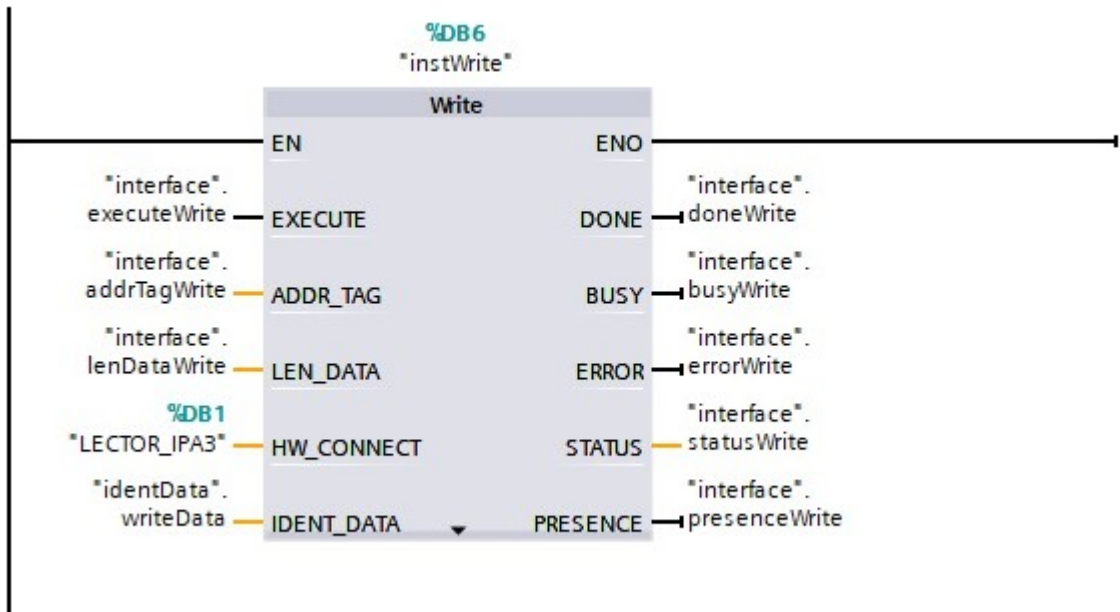 %DB6
"instWrite"
Write
EN
ENO
"interface".
executeWrite
EXECUTE
DONE
"interface".
doneWrite
"interface".
addrTagWrite
ADDR_TAG
BUSY
"interface".
busyWrite
"interface".
lenDataWrite
LEN_DATA
ERROR
"interface".
errorWrite
%DB1
"LECTOR_IPA3"
HW_CONNECT
STATUS
"interface".
statusWrite
"identData".
writeData
IDENT_DATA
PRESENCE
"interface".
presenceWrite